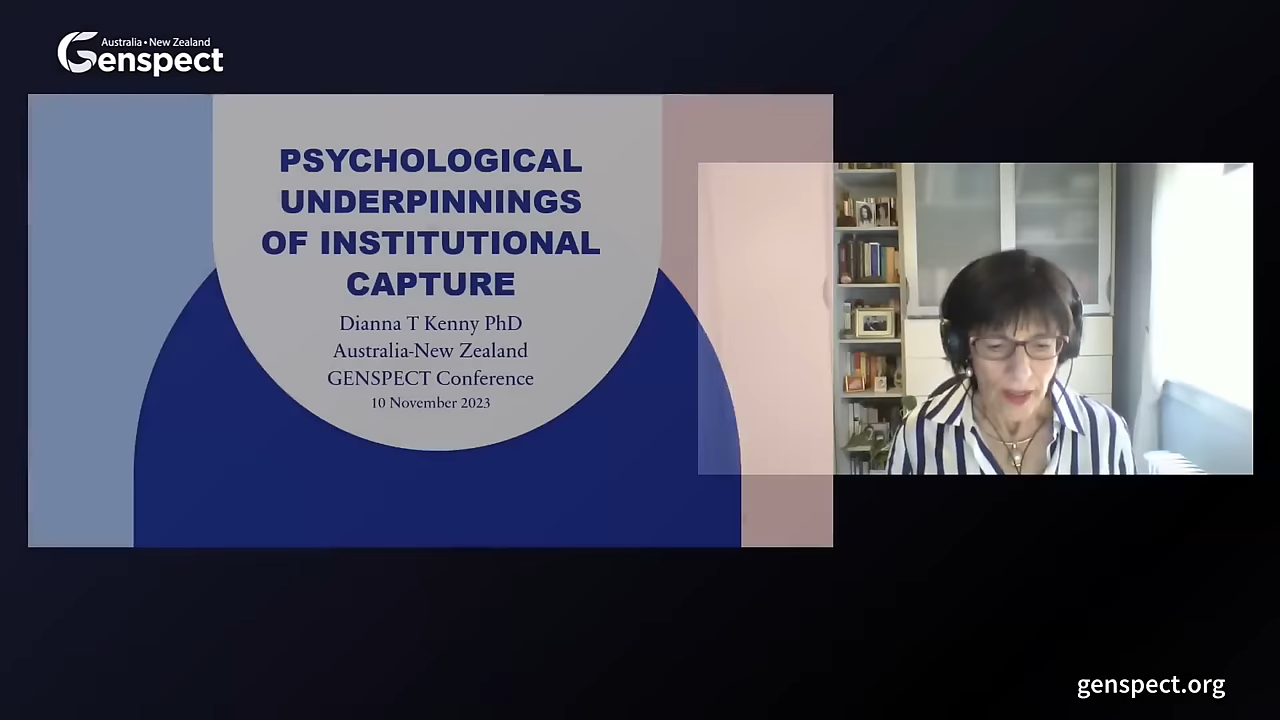 Australia • New Zealand
Genspect
PSYCHOLOGICAL
UNDERPINNINGS
OF INSTITUTIONAL
CAPTURE
Dianna T Kenny PhD
Australia-New Zealand
GENSPECT Conference
10 November 2023
genspect.org